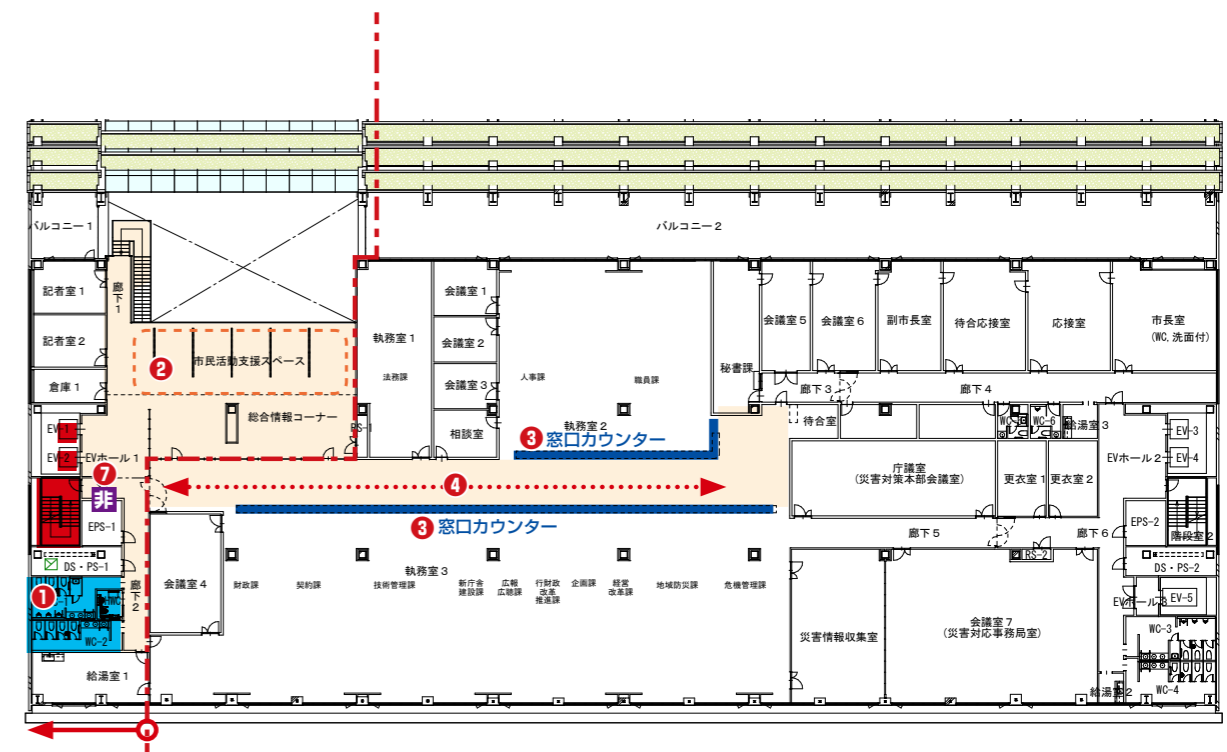 バルコニー1
バルコニー2
記者室1
廊下1
会議室1
執務室1
会議室5
会議室6
副市長室
待合応接室
応接室
市長室
(WC, 洗面付)
記者室2
❷
市民活動支援スペース
会議室2
法務課
人事課
職員課
秘書課
倉庫1
会議室3
廊下3
廊下4
総合情報コーナー
PS-1
相談室
執務室2
待合室
WC-6
給湯室3
EV-1
EV-2
EVホール1
❸ 窓口カウンター
EV-3
EV-4
EVホール2
❼
非
❹
庁議室
(災害対策本部会議室)
更衣室1
更衣室2
EPS-1
❸ 窓口カウンター
廊下5
廊下6
EPS-2
階段室2
DS・PS-1
執務室3
RS-2
DS・PS-2
❶
廊下2
会議室4
財政課
契約課
技術管理課
新庁舎
建設課
広報
広聴課
行財政
改革
推進課
企画課
経営
改革課
地域防災課
危機管理課
EVホール3
EV-5
WC-2
災害情報収集室
会議室7
(災害対応事務局室)
WC-3
給湯室1
給湯室2
WC-4